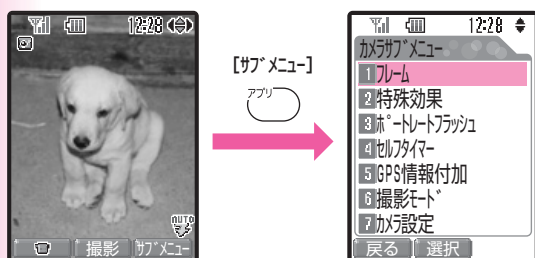 12:28
撮影 サブメニュー
AUTO
[サブメニュー]
アプリ
12:28
カメラサブメニュー
1 フレーム
2 特殊効果
3 ポートレートフラッシュ
4 セルフタイマー
5 GPS情報付加
6 撮影モード
7 カメラ設定
戻る 選択